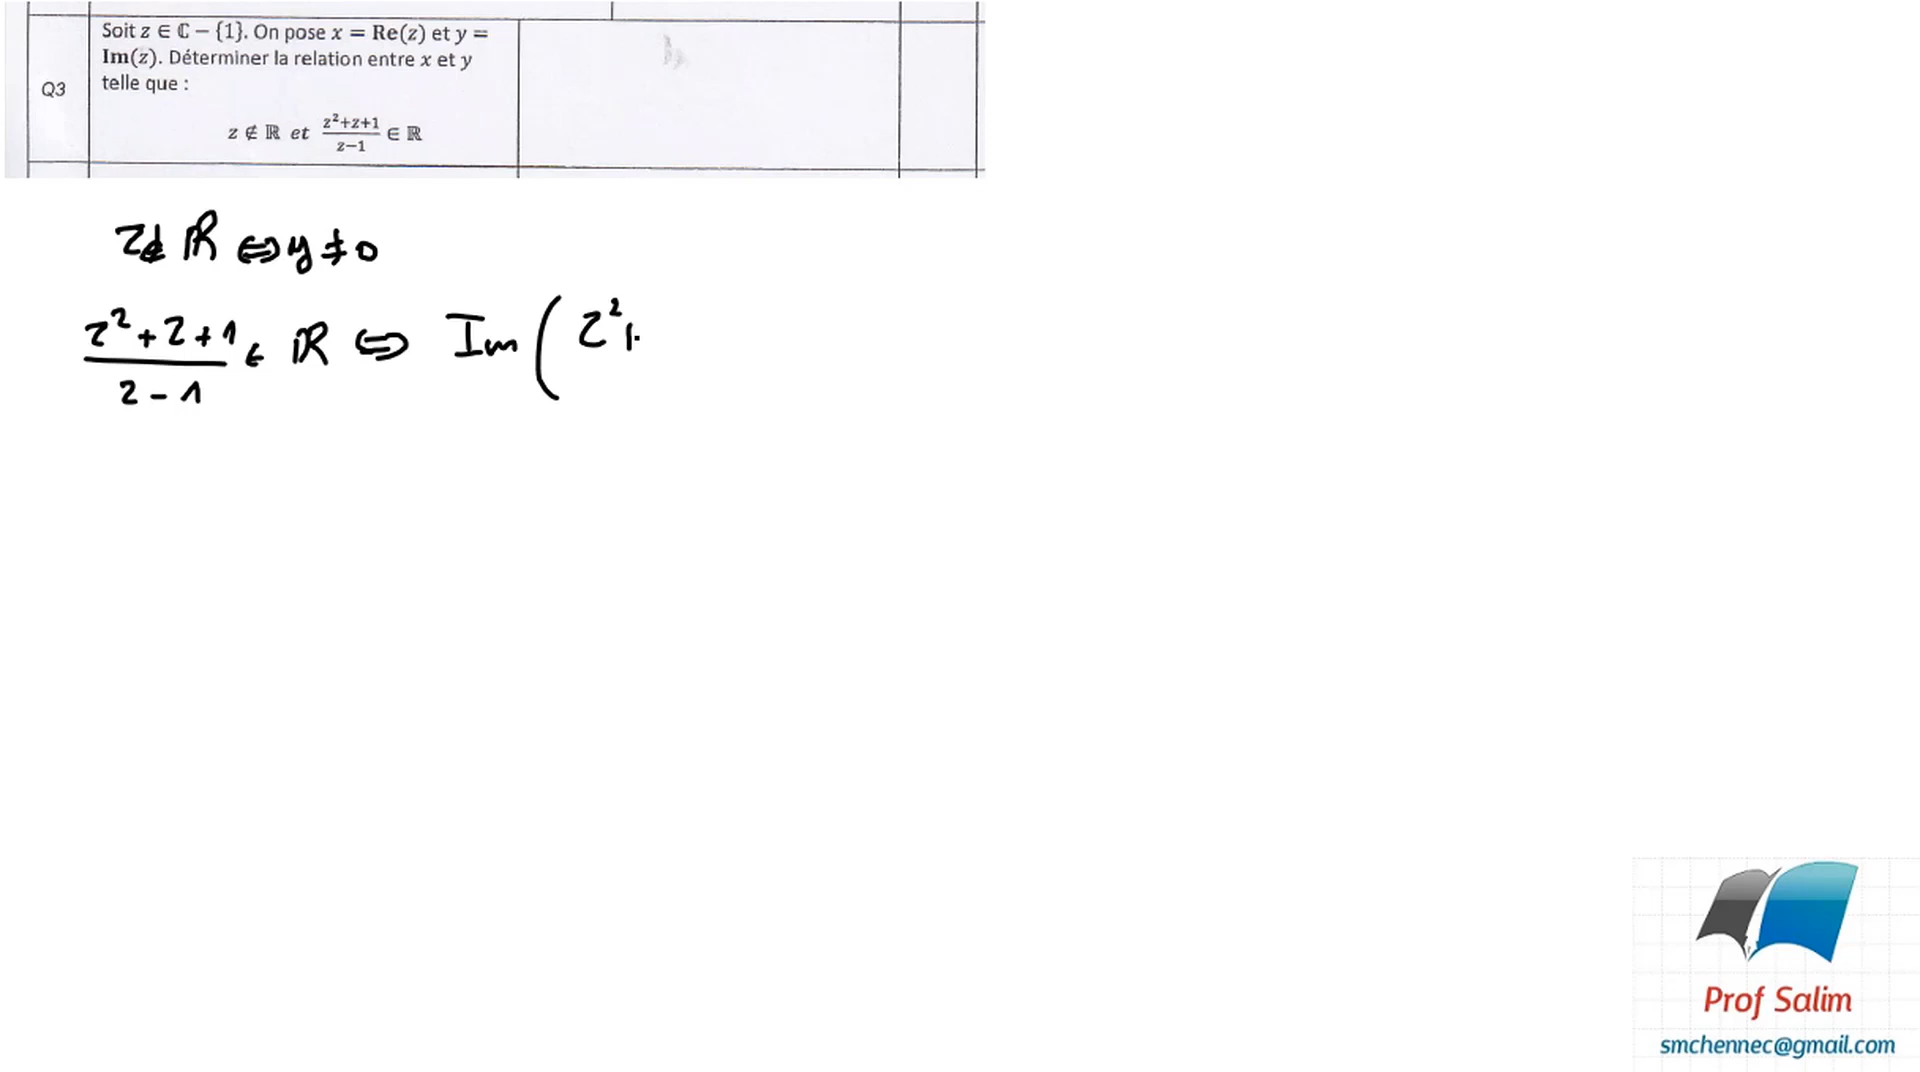 Soit z ∈ ℂ − {1}. On pose x = Re(z) et y =
Im(z). Déterminer la relation entre x et y
telle que :
Q3
z ∉ ℝ et (z²+z+1)/(z−1) ∈ ℝ
z ∉ ℝ ⇔ y ≠ 0
(z²+z+1)/(z−1) ∈ ℝ ⇔ Im( z²+
Prof Salim
smchennec@gmail.com